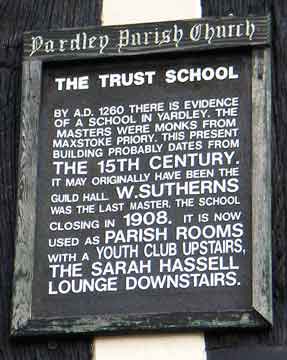 Yardley Parish Church
THE TRUST SCHOOL
BY A.D. 1260 THERE IS EVIDENCE
OF A SCHOOL IN YARDLEY. THE
MASTERS WERE MONKS FROM
MAXSTOKE PRIORY. THIS PRESENT
BUILDING PROBABLY DATES FROM
THE 15TH CENTURY.
IT MAY ORIGINALLY HAVE BEEN THE
GUILD HALL. W.SUTHERNS
WAS THE LAST MASTER, THE SCHOOL
CLOSING IN 1908. IT IS NOW
USED AS PARISH ROOMS
WITH A YOUTH CLUB UPSTAIRS,
THE SARAH HASSELL
LOUNGE DOWNSTAIRS.